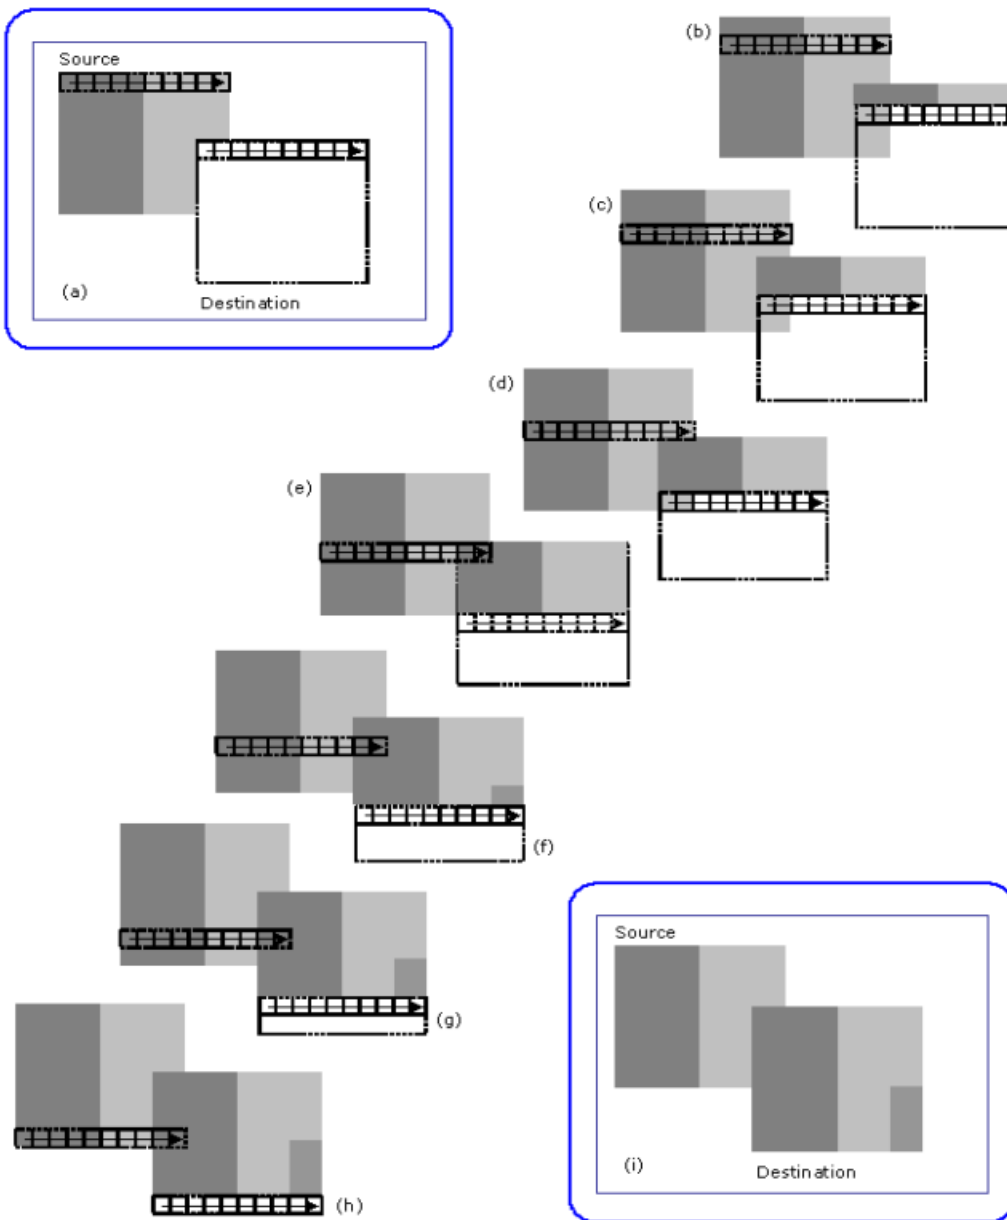 Source
(a)
Destination
(b)
(c)
(d)
(e)
(f)
(g)
(h)
Source
(i)
Destination